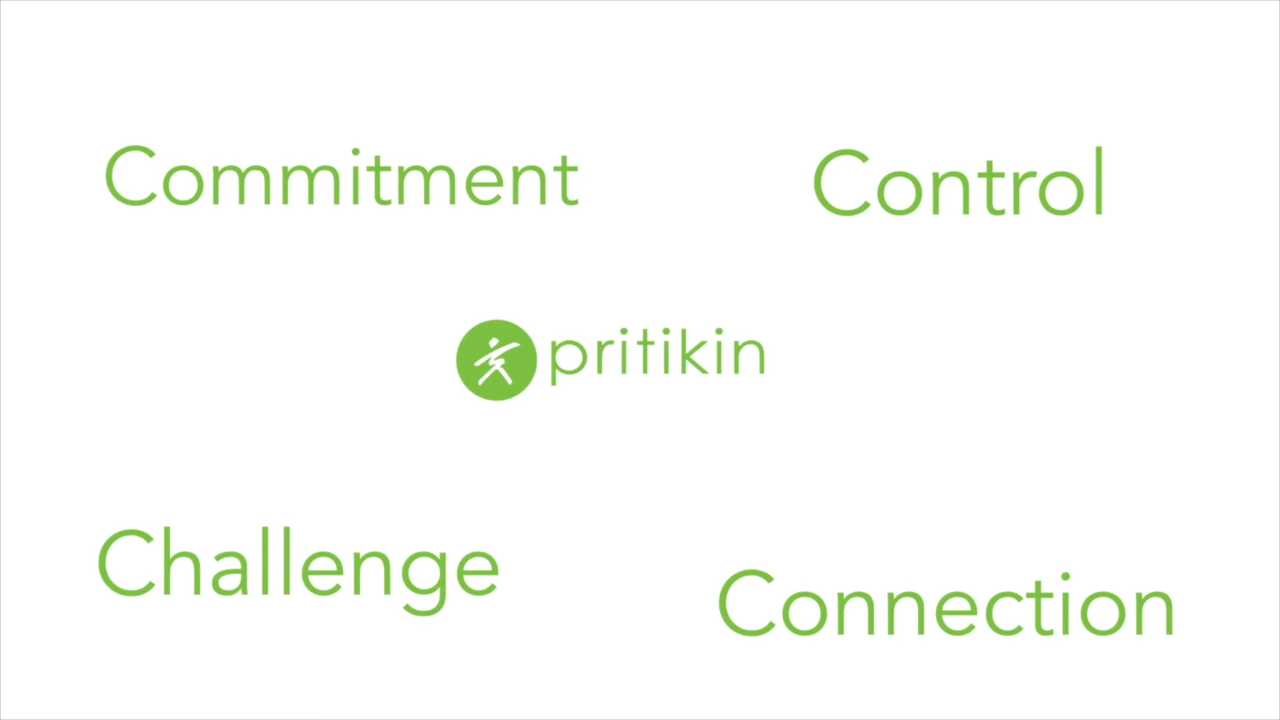 Commitment
Control
pritikin
Challenge
Connection